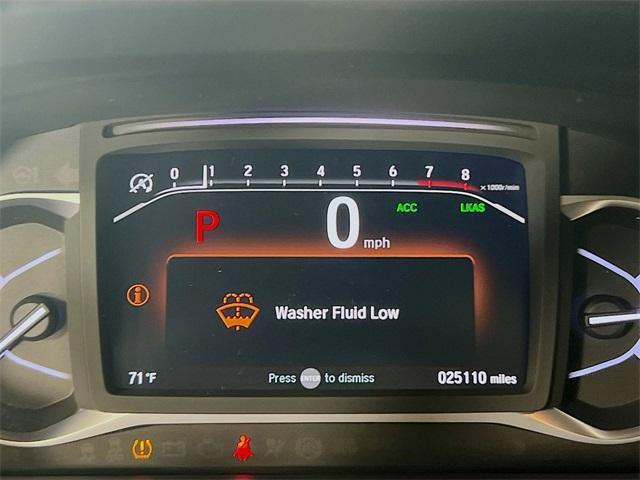 0 1 2 3 4 5 6 7 8 x1000r/min
P 0 mph ACC LKAS
Washer Fluid Low
71°F Press ENTER to dismiss 025110 miles